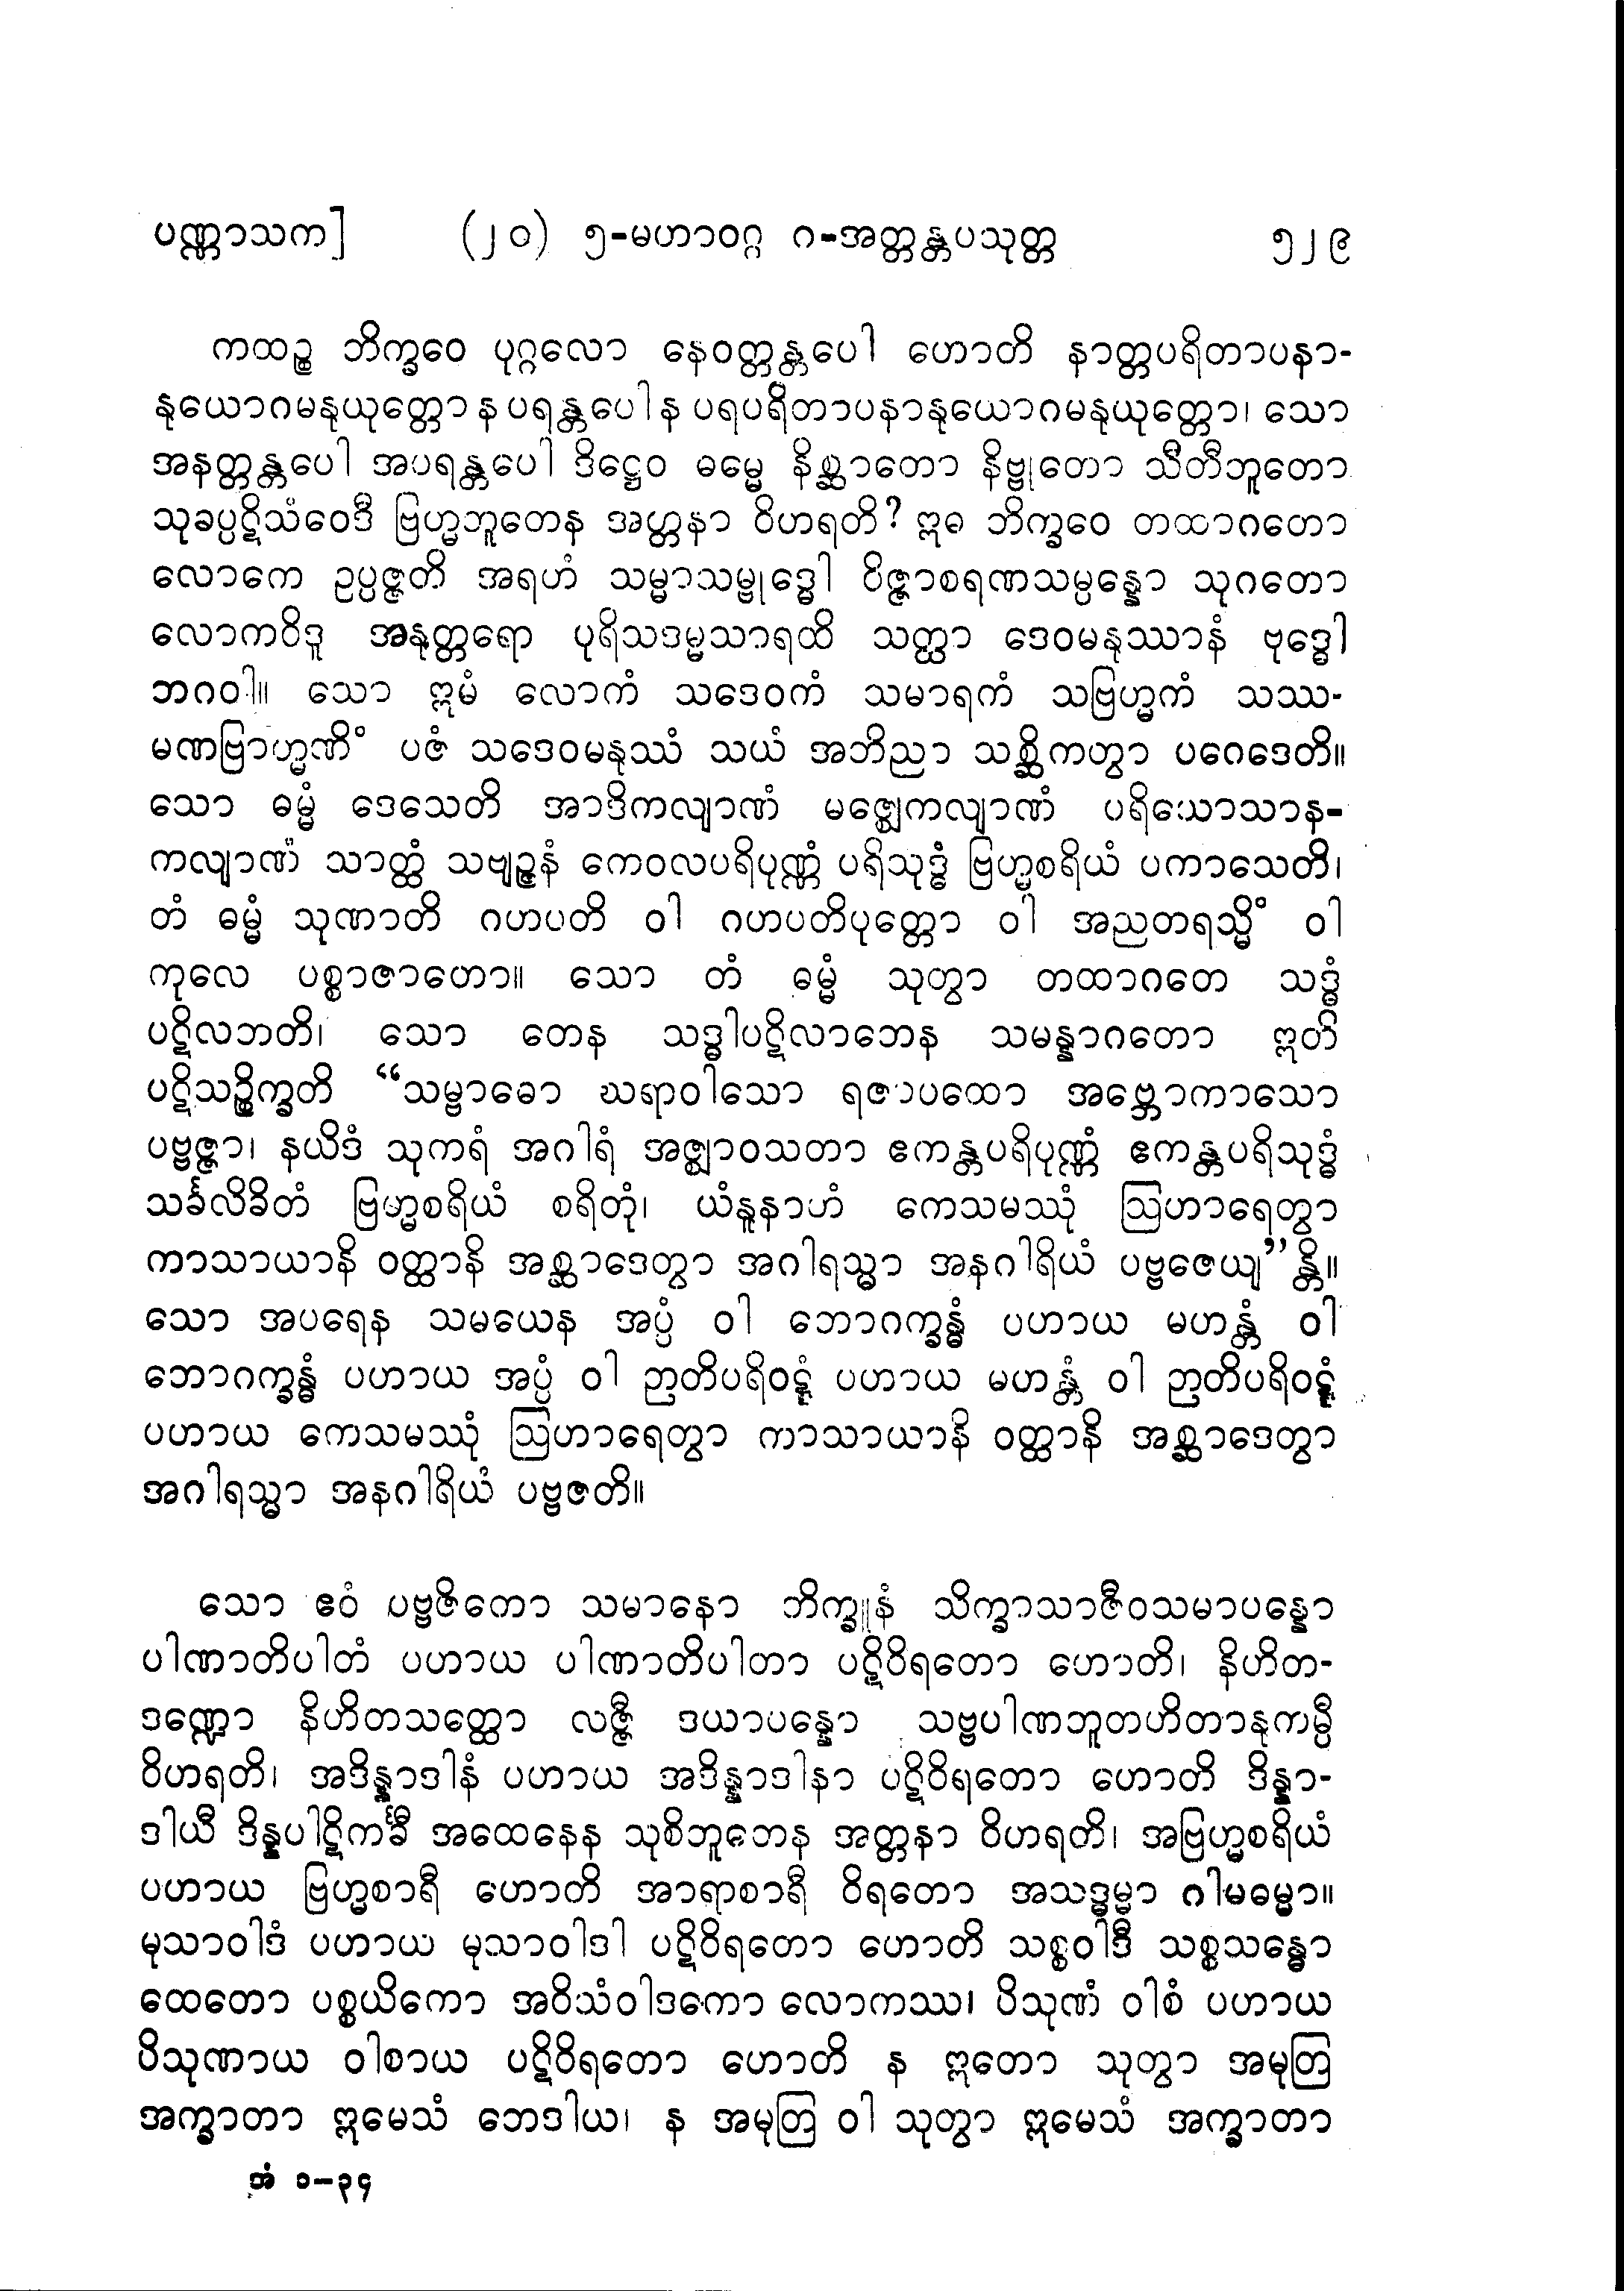 ပဏ္ဏာသက] (၂၀) ၅-မဟာဝဂ္ဂ ဂ-အတ္တန္တပသုတ္တ ၅၂၉
ကထဉ္စ ဘိက္ခဝေ ပုဂ္ဂလော နေဝတ္တန္တပေါ ဟောတိ နာတ္တပရိတာပနာ-
နုယောဂမနုယုတ္တော န ပရန္တပေါ န ပရပရိတာပနာနုယောဂမနုယုတ္တော၊ သော
အနတ္တန္တပေါ အပရန္တပေါ ဒိဋ္ဌေဝ ဓမ္မေ နိစ္ဆာတော နိဗ္ဗုတော သီတီဘူတော
သုခပ္ပဋိသံဝေဒီ ဗြဟ္မဘူတေန အတ္တနာ ဝိဟရတိ? ဣဓ ဘိက္ခဝေ တထာဂတော
လောကေ ဥပ္ပဇ္ဇတိ အရဟံ သမ္မာသမ္ဗုဒ္ဓေါ ဝိဇ္ဇာစရဏသမ္ပန္နော သုဂတော
လောကဝိဒူ အနုတ္တရော ပုရိသဒမ္မသာရထိ သတ္ထာ ဒေဝမနုဿာနံ ဗုဒ္ဓေါ
ဘဂဝါ။ သော ဣမံ လောကံ သဒေဝကံ သမာရကံ သဗြဟ္မကံ သဿ-
မဏဗြာဟ္မဏိံ ပဇံ သဒေဝမနုဿံ သယံ အဘိညာ သစ္ဆိကတွာ ပဝေဒေတိ။
သော ဓမ္မံ ဒေသေတိ အာဒိကလျာဏံ မဇ္ဈေကလျာဏံ ပရိယောသာန-
ကလျာဏံ သာတ္ထံ သဗျဉ္ဇနံ ကေဝလပရိပုဏ္ဏံ ပရိသုဒ္ဓံ ဗြဟ္မစရိယံ ပကာသေတိ၊
တံ ဓမ္မံ သုဏာတိ ဂဟပတိ ဝါ ဂဟပတိပုတ္တော ဝါ အညတရသ္မိံ ဝါ
ကုလေ ပစ္စာဇာတော။ သော တံ ဓမ္မံ သုတွာ တထာဂတေ သဒ္ဓံ
ပဋိလဘတိ၊ သော တေန သဒ္ဓါပဋိလာဘေန သမန္နာဂတော ဣတိ
ပဋိသဉ္စိက္ခတိ “သမ္ဗာဓော ဃရာဝါသော ရဇာပထော အဗ္ဘောကာသော
ပဗ္ဗဇ္ဇာ၊ နယိဒံ သုကရံ အဂါရံ အဇ္ဈာဝသတာ ဧကန္တပရိပုဏ္ဏံ ဧကန္တပရိသုဒ္ဓံ
သင်္ခလိခိတံ ဗြဟ္မစရိယံ စရိတုံ၊ ယံနူနာဟံ ကေသမဿုံ ဩဟာရေတွာ
ကာသာယာနိ ဝတ္ထာနိ အစ္ဆာဒေတွာ အဂါရသ္မာ အနဂါရိယံ ပဗ္ဗဇေယျ”န္တိ။
သော အပရေန သမယေန အပ္ပံ ဝါ ဘောဂက္ခန္ဓံ ပဟာယ မဟန္တံ ဝါ
ဘောဂက္ခန္ဓံ ပဟာယ အပ္ပံ ဝါ ဉာတိပရိဝဋ္ဋံ ပဟာယ မဟန္တံ ဝါ ဉာတိပရိဝဋ္ဋံ
ပဟာယ ကေသမဿုံ ဩဟာရေတွာ ကာသာယာနိ ဝတ္ထာနိ အစ္ဆာဒေတွာ
အဂါရသ္မာ အနဂါရိယံ ပဗ္ဗဇတိ။
သော ဧဝံ ပဗ္ဗဇိတော သမာနော ဘိက္ခူနံ သိက္ခာသာဇီဝသမာပန္နော
ပါဏာတိပါတံ ပဟာယ ပါဏာတိပါတာ ပဋိဝိရတော ဟောတိ၊ နိဟိတ-
ဒဏ္ဍော နိဟိတသတ္ထော လဇ္ဇီ ဒယာပန္နော သဗ္ဗပါဏဘူတဟိတာနုကမ္ပီ
ဝိဟရတိ၊ အဒိန္နာဒါနံ ပဟာယ အဒိန္နာဒါနာ ပဋိဝိရတော ဟောတိ ဒိန္နာ-
ဒါယီ ဒိန္နပါဋိကင်္ခီ အထေနေန သုစိဘူတေန အတ္တနာ ဝိဟရတိ၊ အဗြဟ္မစရိယံ
ပဟာယ ဗြဟ္မစာရီ ဟောတိ အာရာစာရီ ဝိရတော အသဒ္ဓမ္မာ ဂါမဓမ္မာ။
မုသာဝါဒံ ပဟာယ မုသာဝါဒါ ပဋိဝိရတော ဟောတိ သစ္စဝါဒီ သစ္စသန္ဓော
ထေတော ပစ္စယိကော အဝိသံဝါဒကော လောကဿ၊ ပိသုဏံ ဝါစံ ပဟာယ
ပိသုဏာယ ဝါစာယ ပဋိဝိရတော ဟောတိ န ဣတော သုတွာ အမုတြ
အက္ခာတာ ဣမေသံ ဘေဒါယ၊ န အမုတြ ဝါ သုတွာ ဣမေသံ အက္ခာတာ
အံ ၁-၃၄